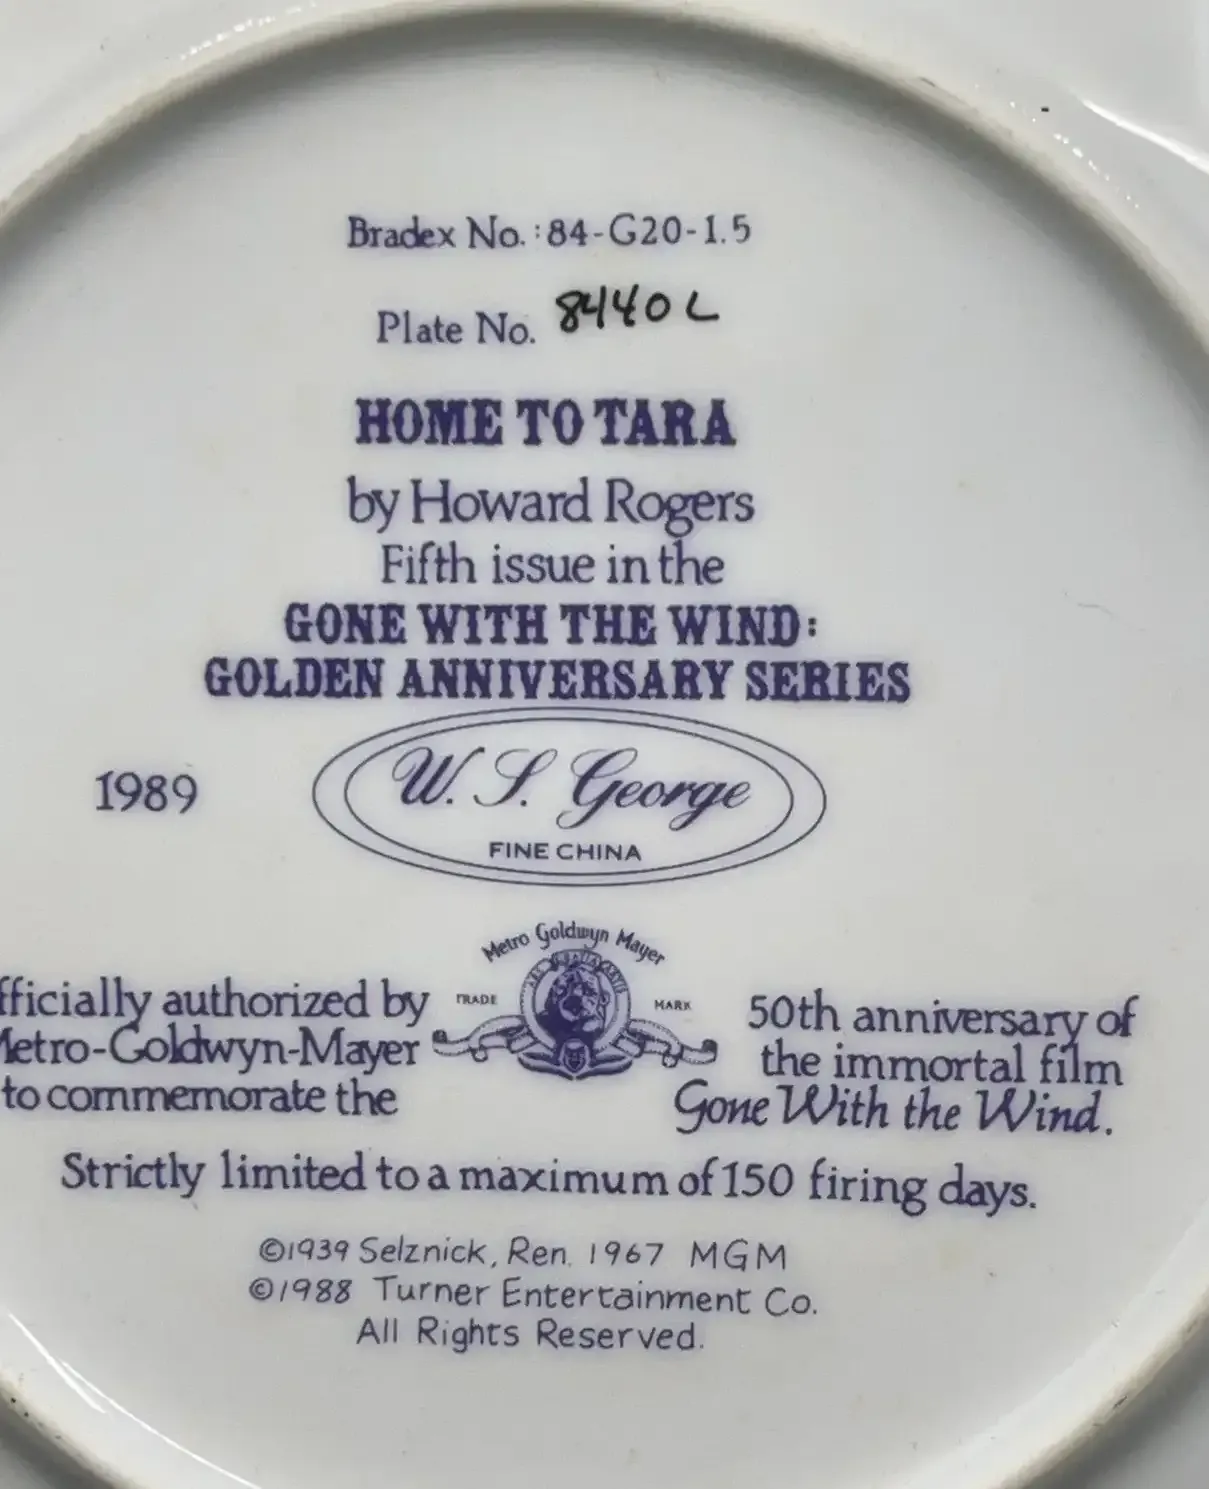 Bradex No.:84-G20-1.5
Plate No. 8440L
HOME TO TARA
by Howard Rogers
Fifth issue in the
GONE WITH THE WIND:
GOLDEN ANNIVERSARY SERIES
1989
W. S. George
FINE CHINA
Metro Goldwyn Mayer
TRADE MARK
fficially authorized by
Metro-Goldwyn-Mayer
to commemorate the
50th anniversary of
the immortal film
Gone With the Wind.
Strictly limited to a maximum of 150 firing days.
©1939 Selznick, Ren. 1967 MGM
©1988 Turner Entertainment Co.
All Rights Reserved.